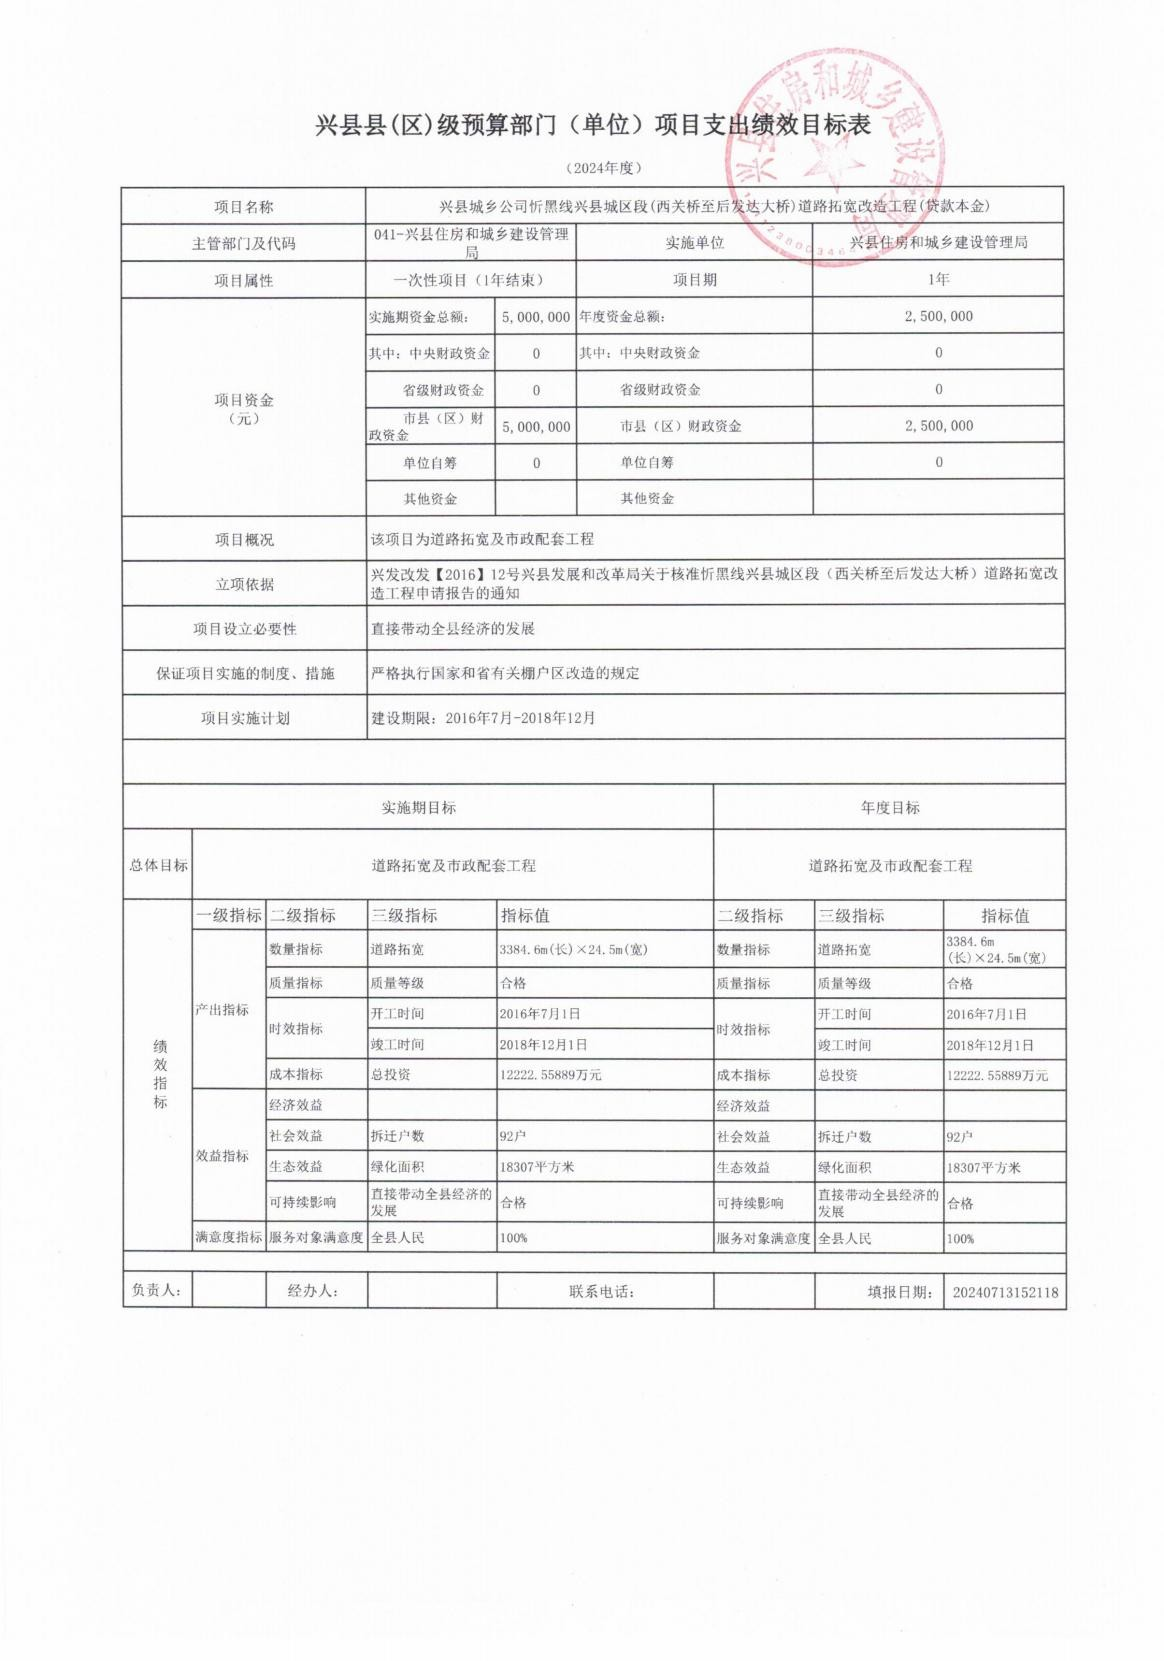 兴县县(区)级预算部门（单位）项目支出绩效目标表
（2024年度）
项目名称 兴县城乡公司忻黑线兴县城区段(西关桥至后发达大桥)道路拓宽改造工程(贷款本金)
主管部门及代码 041-兴县住房和城乡建设管理局 实施单位 兴县住房和城乡建设管理局
项目属性 一次性项目（1年结束） 项目期 1年
项目资金（元） 实施期资金总额： 5,000,000 年度资金总额： 2,500,000
其中：中央财政资金 0 其中：中央财政资金 0
省级财政资金 0 省级财政资金 0
市县（区）财政资金 5,000,000 市县（区）财政资金 2,500,000
单位自筹 0 单位自筹 0
其他资金 其他资金
项目概况 该项目为道路拓宽及市政配套工程
立项依据 兴发改发【2016】12号兴县发展和改革局关于核准忻黑线兴县城区段（西关桥至后发达大桥）道路拓宽改
造工程申请报告的通知
项目设立必要性 直接带动全县经济的发展
保证项目实施的制度、措施 严格执行国家和省有关棚户区改造的规定
项目实施计划 建设期限：2016年7月-2018年12月
实施期目标 年度目标
总体目标 道路拓宽及市政配套工程 道路拓宽及市政配套工程
绩效指标
一级指标 二级指标 三级指标 指标值 二级指标 三级指标 指标值
产出指标 数量指标 道路拓宽 3384.6m(长)×24.5m(宽) 数量指标 道路拓宽 3384.6m(长)×24.5m(宽)
质量指标 质量等级 合格 质量指标 质量等级 合格
时效指标 开工时间 2016年7月1日 时效指标 开工时间 2016年7月1日
竣工时间 2018年12月1日 竣工时间 2018年12月1日
成本指标 总投资 12222.55889万元 成本指标 总投资 12222.55889万元
效益指标 经济效益 经济效益
社会效益 拆迁户数 92户 社会效益 拆迁户数 92户
生态效益 绿化面积 18307平方米 生态效益 绿化面积 18307平方米
可持续影响 直接带动全县经济的发展 合格 可持续影响 直接带动全县经济的发展 合格
满意度指标 服务对象满意度 全县人民 100% 服务对象满意度 全县人民 100%
负责人： 经办人： 联系电话： 填报日期： 20240713152118
兴县住房和城乡建设管理局